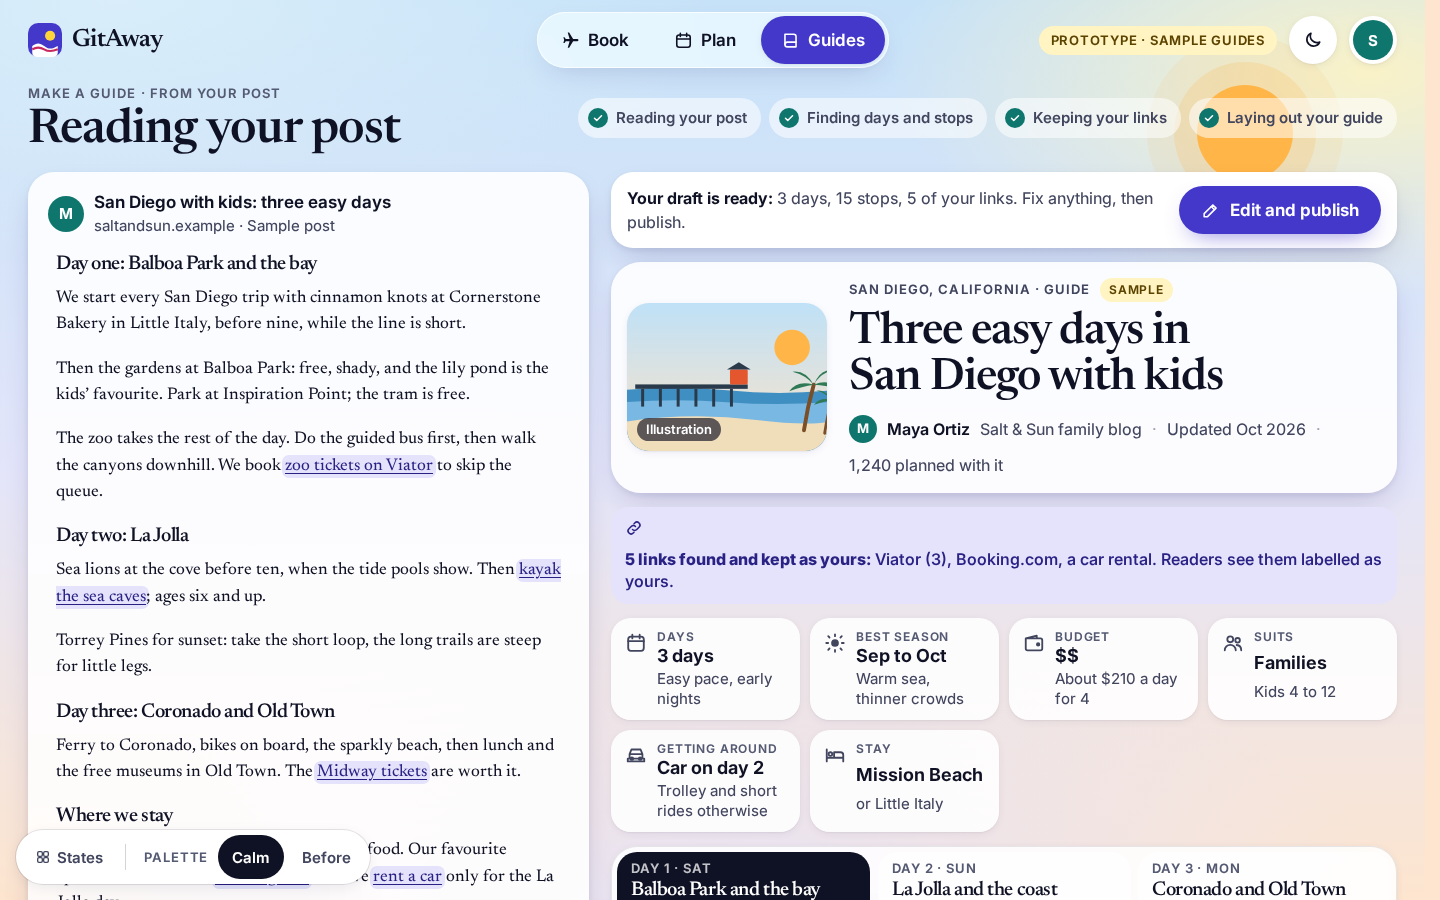 GitAway
Book
Plan
Guides
PROTOTYPE · SAMPLE GUIDES
S
MAKE A GUIDE · FROM YOUR POST
Reading your post
Reading your post
Finding days and stops
Keeping your links
Laying out your guide
M
San Diego with kids: three easy days
saltandsun.example · Sample post
Day one: Balboa Park and the bay
We start every San Diego trip with cinnamon knots at Cornerstone
Bakery in Little Italy, before nine, while the line is short.
Then the gardens at Balboa Park: free, shady, and the lily pond is the
kids’ favourite. Park at Inspiration Point; the tram is free.
The zoo takes the rest of the day. Do the guided bus first, then walk
the canyons downhill. We book zoo tickets on Viator to skip the
queue.
Day two: La Jolla
Sea lions at the cove before ten, when the tide pools show. Then kayak
the sea caves; ages six and up.
Torrey Pines for sunset: take the short loop, the long trails are steep
for little legs.
Day three: Coronado and Old Town
Ferry to Coronado, bikes on board, the sparkly beach, then lunch and
the free museums in Old Town. The Midway tickets are worth it.
Where we stay
food. Our favourite
rent a car only for the La
States
PALETTE
Calm
Before
Your draft is ready: 3 days, 15 stops, 5 of your links. Fix anything, then
publish.
Edit and publish
Illustration
SAN DIEGO, CALIFORNIA · GUIDE
SAMPLE
Three easy days in
San Diego with kids
M
Maya Ortiz Salt & Sun family blog · Updated Oct 2026 ·
1,240 planned with it
5 links found and kept as yours: Viator (3), Booking.com, a car rental. Readers see them labelled as
yours.
DAYS
3 days
Easy pace, early
nights
BEST SEASON
Sep to Oct
Warm sea,
thinner crowds
BUDGET
$$
About $210 a day
for 4
SUITS
Families
Kids 4 to 12
GETTING AROUND
Car on day 2
Trolley and short
rides otherwise
STAY
Mission Beach
or Little Italy
DAY 1 · SAT
Balboa Park and the bay
DAY 2 · SUN
La Jolla and the coast
DAY 3 · MON
Coronado and Old Town